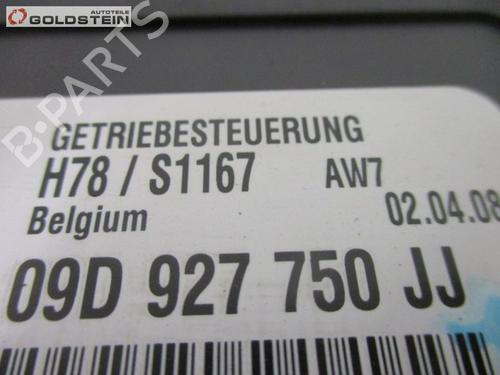 AUTOTEILE
GOLDSTEIN
B-PARTS
GETRIEBESTEUERUNG
H78 / S1167 AW7
Belgium 02.04.08
09D 927 750 JJ